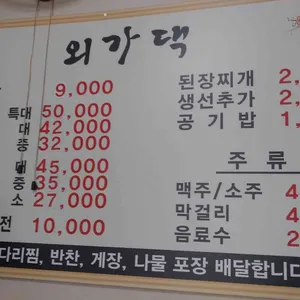 외가댁
9,000
특대 50,000
대 42,000
중 32,000
대 45,000
중 35,000
소 27,000
전 10,000
된장찌개 2,
생선추가 2,
공기밥 1,
주류
맥주/소주 4
막걸리 4
음료수 2
다리찜, 반찬, 게장, 나물 포장 배달합니다